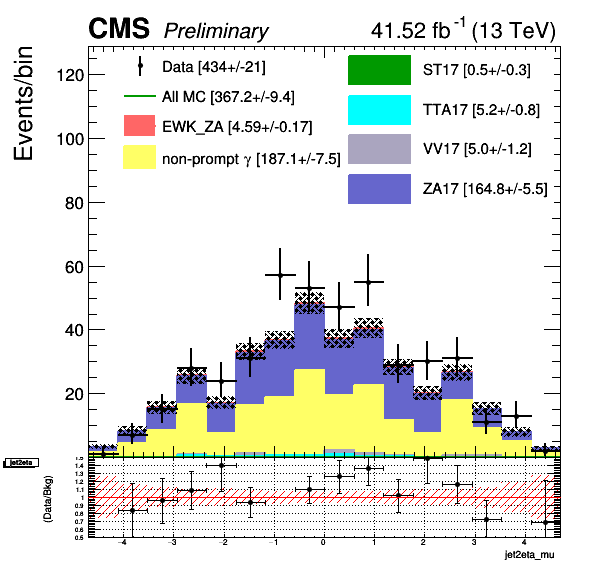 CMS Preliminary 41.52 fb⁻¹ (13 TeV)
Events/bin
120
100
80
60
40
20
Data [434+/-21]
All MC [367.2+/-9.4]
EWK_ZA [4.59+/-0.17]
non-prompt γ [187.1+/-7.5]
ST17 [0.5+/-0.3]
TTA17 [5.2+/-0.8]
VV17 [5.0+/-1.2]
ZA17 [164.8+/-5.5]
jet2eta
(Data/Bkg)
1.5
1.4
1.3
1.2
1.1
1
0.9
0.8
0.7
0.6
0.5
−4 −3 −2 −1 0 1 2 3 4
jet2eta_mu